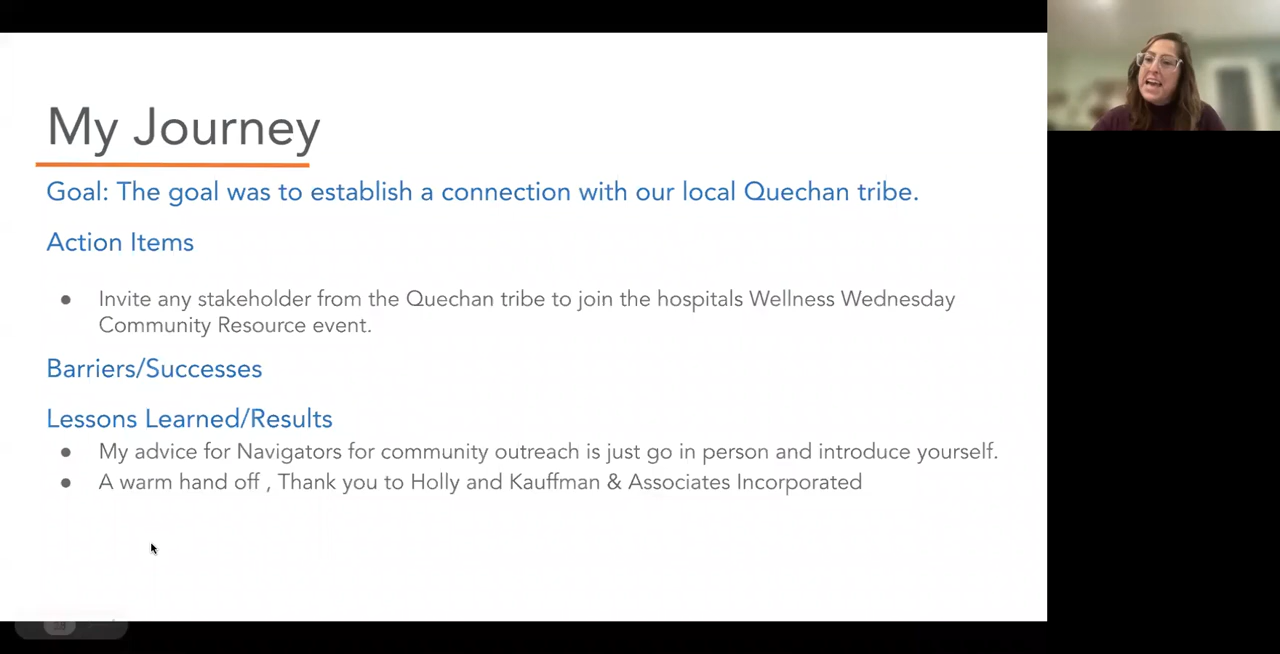 My Journey
Goal: The goal was to establish a connection with our local Quechan tribe.
Action Items
● Invite any stakeholder from the Quechan tribe to join the hospitals Wellness Wednesday
Community Resource event.
Barriers/Successes
Lessons Learned/Results
● My advice for Navigators for community outreach is just go in person and introduce yourself.
● A warm hand off , Thank you to Holly and Kauffman & Associates Incorporated